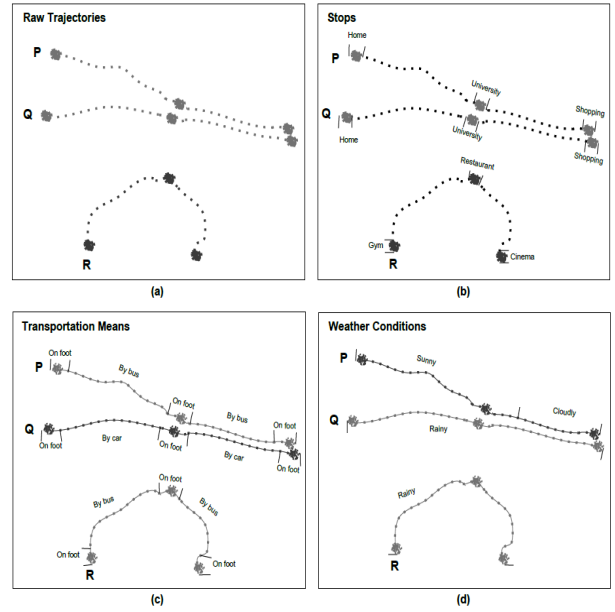 Raw Trajectories
P
Q
R
(a)
Stops
Home
P
University
Shopping
Q
Home
University
Shopping
Restaurant
Gym
Cinema
R
(b)
Transportation Means
On foot
By bus
P
On foot
By bus
On foot
Q
On foot
By car
On foot
By car
On foot
On foot
By bus
By bus
On foot
On foot
R
(c)
Weather Conditions
P
Sunny
Cloudly
Q
Rainy
Rainy
R
(d)